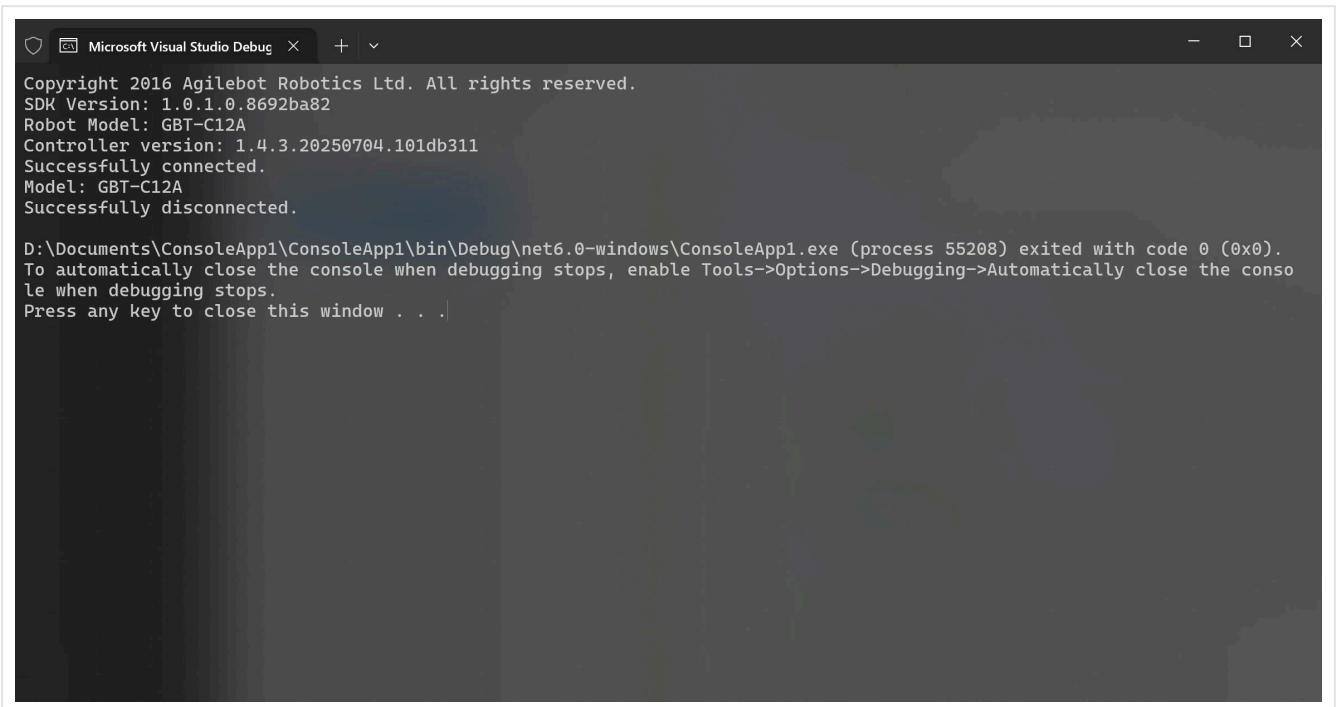 Microsoft Visual Studio Debug
Copyright 2016 Agilebot Robotics Ltd. All rights reserved.
SDK Version: 1.0.1.0.8692ba82
Robot Model: GBT-C12A
Controller version: 1.4.3.20250704.101db311
Successfully connected.
Model: GBT-C12A
Successfully disconnected.
D:\Documents\ConsoleApp1\ConsoleApp1\bin\Debug\net6.0-windows\ConsoleApp1.exe (process 55208) exited with code 0 (0x0).
To automatically close the console when debugging stops, enable Tools->Options->Debugging->Automatically close the conso
le when debugging stops.
Press any key to close this window . . .